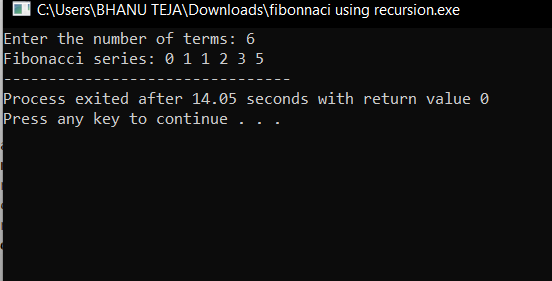 C:\Users\BHANU TEJA\Downloads\fibonnaci using recursion.exe
Enter the number of terms: 6
Fibonacci series: 0 1 1 2 3 5
--------------------------------
Process exited after 14.05 seconds with return value 0
Press any key to continue . . .